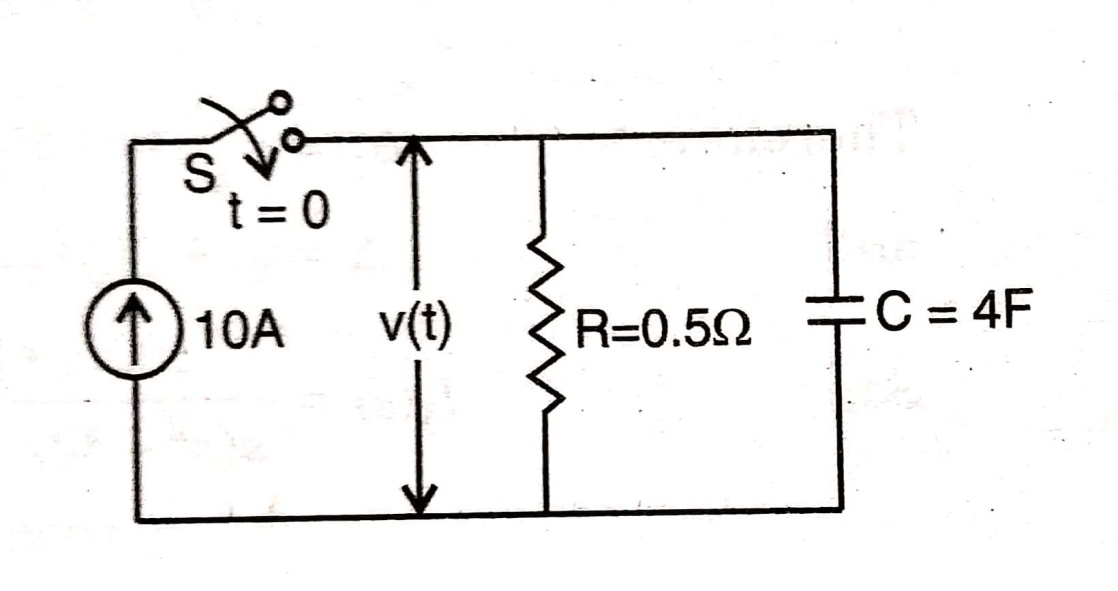 S
t = 0
10A
v(t)
R=0.5Ω
C = 4F